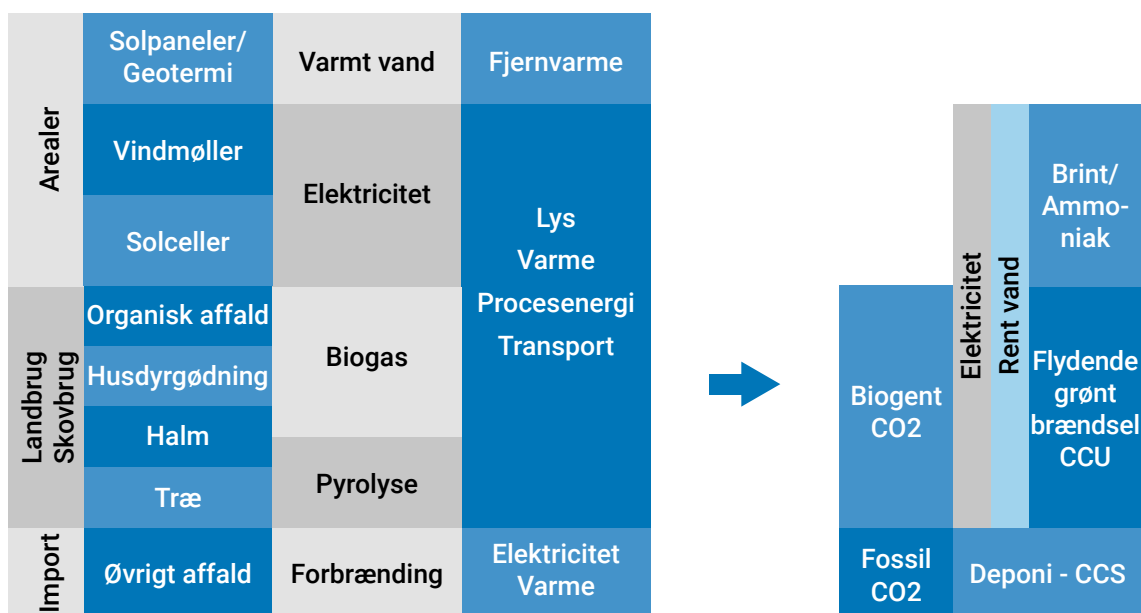 Arealer
Solpaneler/
Geotermi
Varmt vand
Fjernvarme
Vindmøller
Elektricitet
Solceller
Lys
Varme
Procesenergi
Transport
Landbrug
Skovbrug
Organisk affald
Husdyrgødning
Halm
Træ
Biogas
Pyrolyse
Import
Øvrigt affald
Forbrænding
Elektricitet
Varme
Biogent
CO2
Elektricitet
Rent vand
Brint/
Ammo-
niak
Flydende
grønt
brændsel
CCU
Fossil
CO2
Deponi - CCS